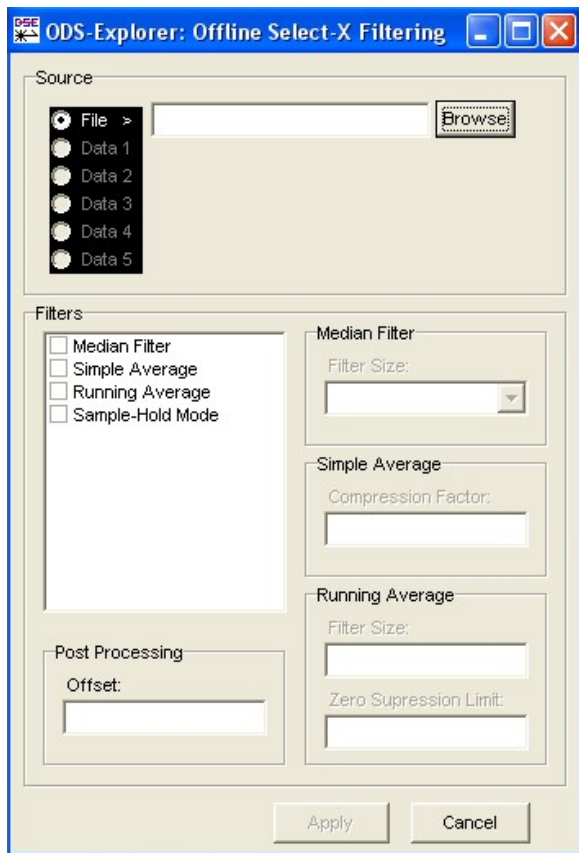 OSE
ODS-Explorer: Offline Select-X Filtering
Source
File >
Browse
Data 1
Data 2
Data 3
Data 4
Data 5
Filters
Median Filter
Simple Average
Running Average
Sample-Hold Mode
Median Filter
Filter Size:
Simple Average
Compression Factor:
Running Average
Filter Size:
Zero Supression Limit:
Post Processing
Offset:
Apply
Cancel